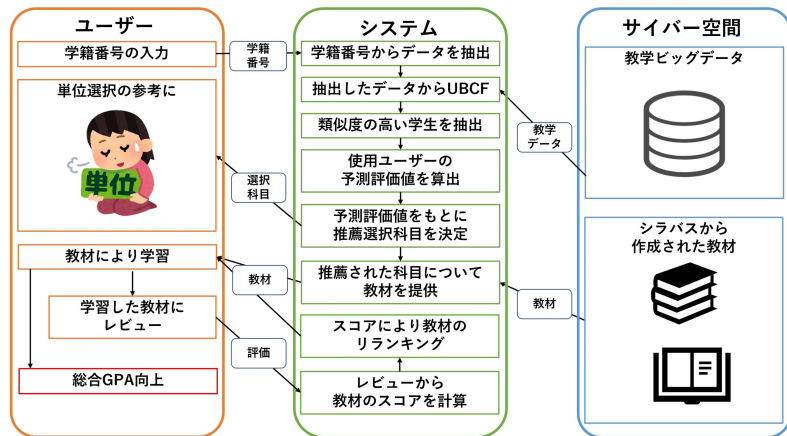 ユーザー
学籍番号の入力
単位選択の参考に
単位
教材により学習
学習した教材に
レビュー
総合GPA向上
学籍
番号
選択
科目
教材
評価
システム
学籍番号からデータを抽出
抽出したデータからUBCF
類似度の高い学生を抽出
使用ユーザーの
予測評価値を算出
予測評価値をもとに
推薦選択科目を決定
推薦された科目について
教材を提供
スコアにより教材の
リランキング
レビューから
教材のスコアを計算
教学
データ
教材
サイバー空間
教学ビッグデータ
シラバスから
作成された教材